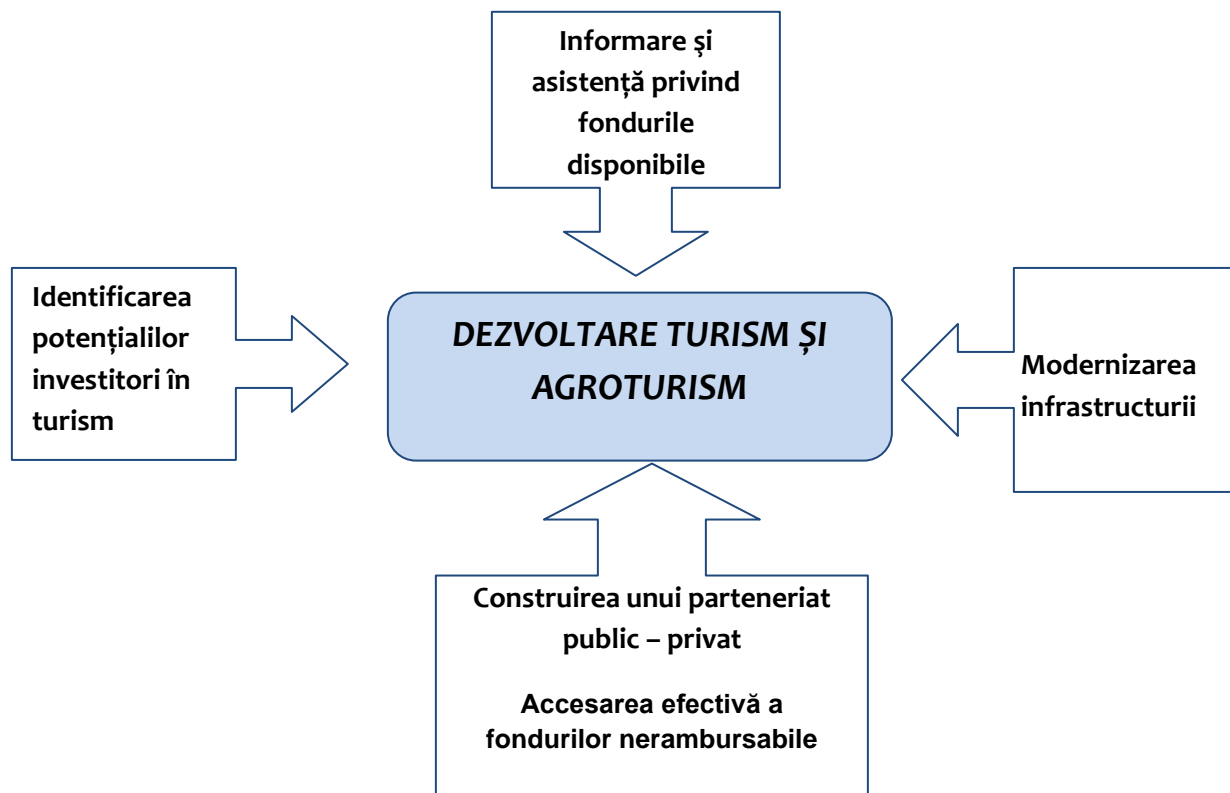 Informare şi
asistență privind
fondurile
disponibile
Identificarea
potențialilor
investitori în
turism
DEZVOLTARE TURISM ȘI
AGROTURISM
Modernizarea
infrastructurii
Construirea unui parteneriat
public – privat
Accesarea efectivă a
fondurilor nerambursabile